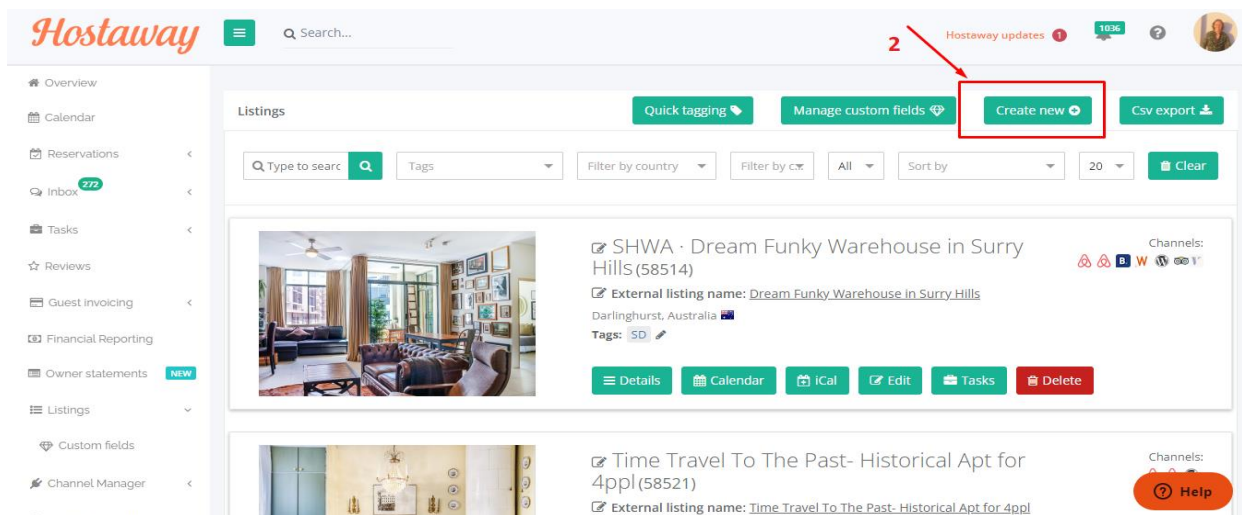 Hostaway
Search...
2
Hostaway updates 1
1036
Overview
Calendar
Reservations
Inbox 272
Tasks
Reviews
Guest invoicing
Financial Reporting
Owner statements NEW
Listings
Custom fields
Channel Manager
Listings
Quick tagging
Manage custom fields
Create new
Csv export
Type to searc
Tags
Filter by country
Filter by
All
Sort by
20
Clear
SHWA · Dream Funky Warehouse in Surry
Hills (58514)
External listing name: Dream Funky Warehouse in Surry Hills
Darlinghurst, Australia
Tags: SD
Channels:
Details
Calendar
iCal
Edit
Tasks
Delete
Time Travel To The Past- Historical Apt for
4ppl (58521)
External listing name: Time Travel To The Past- Historical Apt for 4ppl
Channels:
Help